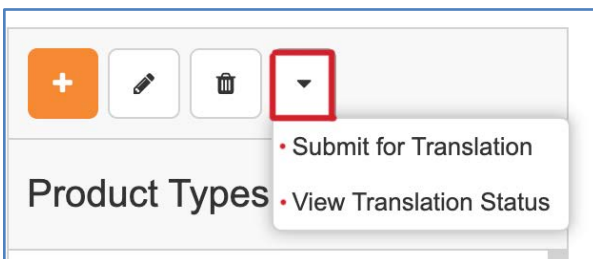 • Submit for Translation
Product Types
• View Translation Status